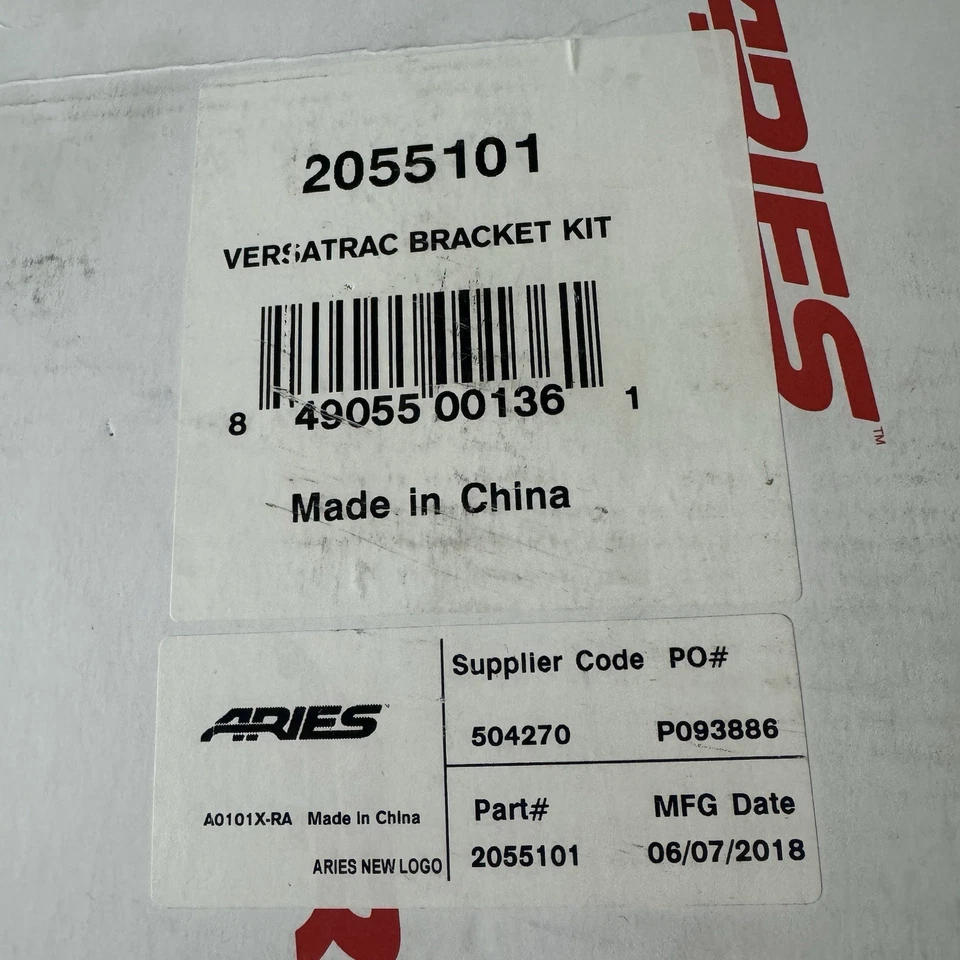 ARIES™
2055101
VERSATRAC BRACKET KIT
8 49055 00136 1
Made in China
ARIES
Supplier Code PO#
504270 P093886
A0101X-RA Made in China
ARIES NEW LOGO
Part# MFG Date
2055101 06/07/2018
R